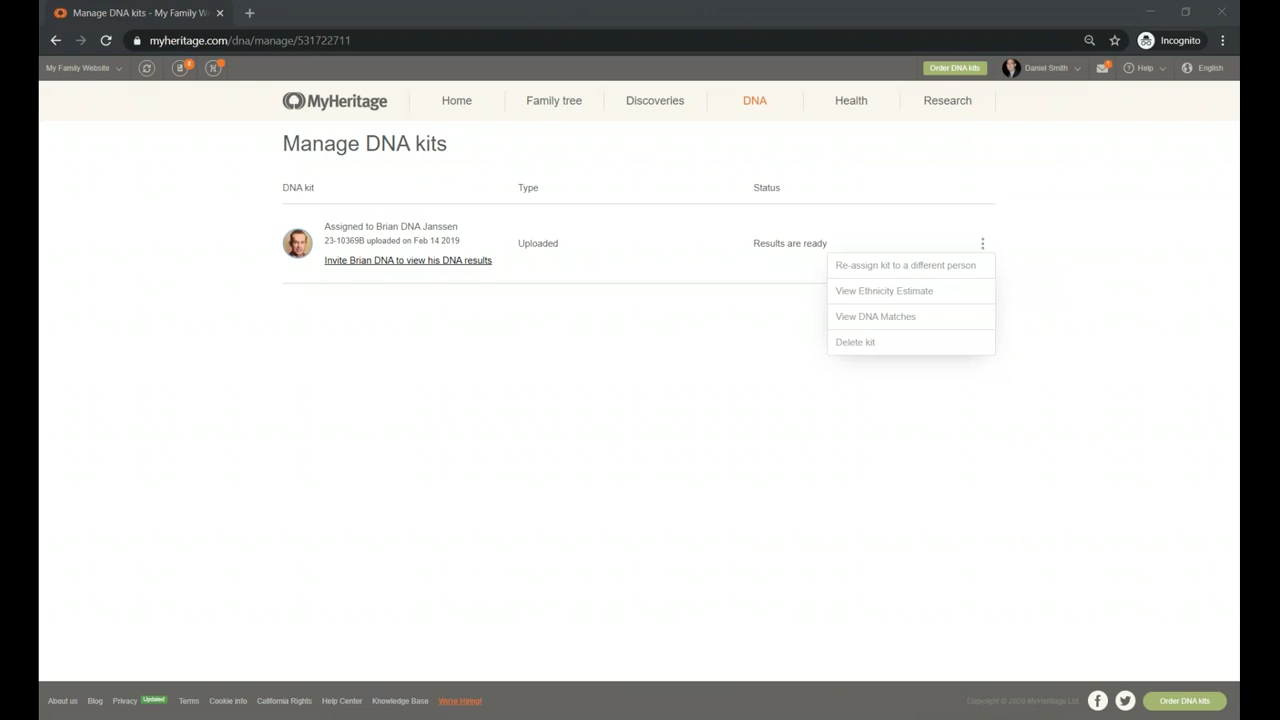 Manage DNA kits - My Family W
myheritage.com/dna/manage/531722711
Incognito
My Family Website
Order DNA kits
Daniel Smith
Help
English
MyHeritage
Home
Family tree
Discoveries
DNA
Health
Research
Manage DNA kits
DNA kit
Type
Status
Assigned to Brian DNA Janssen
23-10369B uploaded on Feb 14 2019
Invite Brian DNA to view his DNA results
Uploaded
Results are ready
Re-assign kit to a different person
View Ethnicity Estimate
View DNA Matches
Delete kit
About us
Blog
Privacy
Updated
Terms
Cookie info
California Rights
Help Center
Knowledge Base
We're Hiring!
Copyright © 2020 MyHeritage Ltd.
Order DNA kits